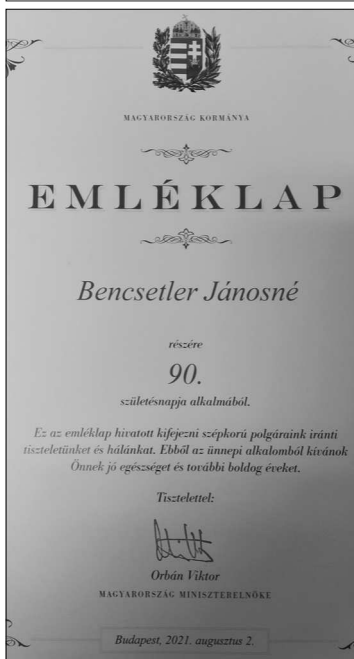 MAGYARORSZÁG KORMÁNYA
EMLÉKLAP
Bencsetler Jánosné
részére
90.
születésnapja alkalmából.
Ez az emléklap hivatott kifejezni szépkorú polgáraink iránti
tiszteletünket és hálánkat. Ebből az ünnepi alkalomból kívánok
Önnek jó egészséget és további boldog éveket.
Tisztelettel:
Orbán Viktor
MAGYARORSZÁG MINISZTERELNÖKE
Budapest, 2021. augusztus 2.